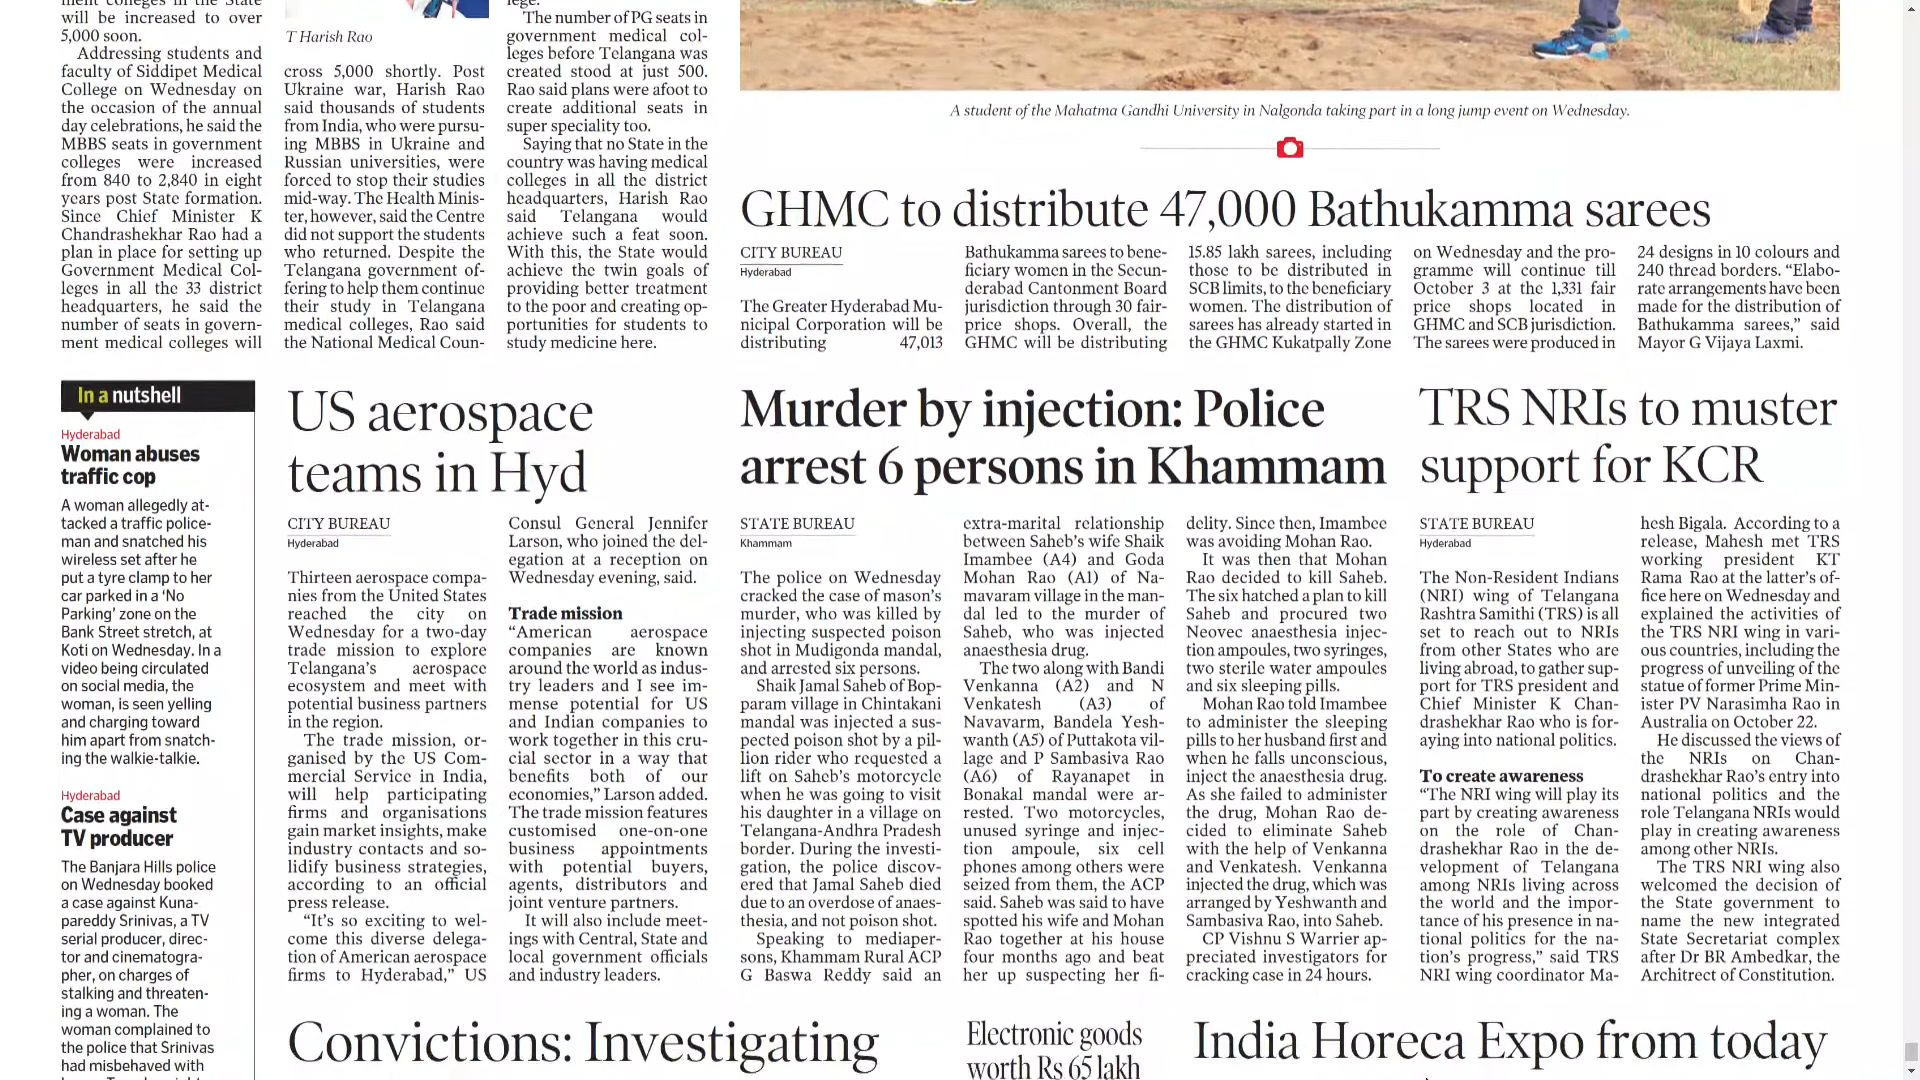 ment colleges in the State
will be increased to over
5,000 soon.
Addressing students and
faculty of Siddipet Medical
College on Wednesday on
the occasion of the annual
day celebrations, he said the
MBBS seats in government
colleges were increased
from 840 to 2,840 in eight
years post State formation.
Since Chief Minister K
Chandrashekhar Rao had a
plan in place for setting up
Government Medical Col-
leges in all the 33 district
headquarters, he said the
number of seats in govern-
ment medical colleges will
T Harish Rao
cross 5,000 shortly. Post
Ukraine war, Harish Rao
said thousands of students
from India, who were pursu-
ing MBBS in Ukraine and
Russian universities, were
forced to stop their studies
mid-way. The Health Minis-
ter, however, said the Centre
did not support the students
who returned. Despite the
Telangana government of-
fering to help them continue
their study in Telangana
medical colleges, Rao said
the National Medical Coun-
lege.
The number of PG seats in
government medical col-
leges before Telangana was
created stood at just 500.
Rao said plans were afoot to
create additional seats in
super speciality too.
Saying that no State in the
country was having medical
colleges in all the district
headquarters, Harish Rao
said Telangana would
achieve such a feat soon.
With this, the State would
achieve the twin goals of
providing better treatment
to the poor and creating op-
portunities for students to
study medicine here.
A student of the Mahatma Gandhi University in Nalgonda taking part in a long jump event on Wednesday.
GHMC to distribute 47,000 Bathukamma sarees
CITY BUREAU
Hyderabad
The Greater Hyderabad Mu-
nicipal Corporation will be
distributing 47,013
Bathukamma sarees to bene-
ficiary women in the Secun-
derabad Cantonment Board
jurisdiction through 30 fair-
price shops. Overall, the
GHMC will be distributing
15.85 lakh sarees, including
those to be distributed in
SCB limits, to the beneficiary
women. The distribution of
sarees has already started in
the GHMC Kukatpally Zone
on Wednesday and the pro-
gramme will continue till
October 3 at the 1,331 fair
price shops located in
GHMC and SCB jurisdiction.
The sarees were produced in
24 designs in 10 colours and
240 thread borders. “Elabo-
rate arrangements have been
made for the distribution of
Bathukamma sarees,” said
Mayor G Vijaya Laxmi.
In a nutshell
Hyderabad
Woman abuses
traffic cop
A woman allegedly at-
tacked a traffic police-
man and snatched his
wireless set after he
put a tyre clamp to her
car parked in a ‘No
Parking’ zone on the
Bank Street stretch, at
Koti on Wednesday. In a
video being circulated
on social media, the
woman, is seen yelling
and charging toward
him apart from snatch-
ing the walkie-talkie.
Hyderabad
Case against
TV producer
The Banjara Hills police
on Wednesday booked
a case against Kuna-
pareddy Srinivas, a TV
serial producer, direc-
tor and cinematogra-
pher, on charges of
stalking and threaten-
ing a woman. The
woman complained to
the police that Srinivas
had misbehaved with
US aerospace
teams in Hyd
CITY BUREAU
Hyderabad
Thirteen aerospace compa-
nies from the United States
reached the city on
Wednesday for a two-day
trade mission to explore
Telangana’s aerospace
ecosystem and meet with
potential business partners
in the region.
The trade mission, or-
ganised by the US Com-
mercial Service in India,
will help participating
firms and organisations
gain market insights, make
industry contacts and so-
lidify business strategies,
according to an official
press release.
“It’s so exciting to wel-
come this diverse delega-
tion of American aerospace
firms to Hyderabad,” US
Consul General Jennifer
Larson, who joined the del-
egation at a reception on
Wednesday evening, said.
Trade mission
“American aerospace
companies are known
around the world as indus-
try leaders and I see im-
mense potential for US
and Indian companies to
work together in this cru-
cial sector in a way that
benefits both of our
economies,” Larson added.
The trade mission features
customised one-on-one
business appointments
with potential buyers,
agents, distributors and
joint venture partners.
It will also include meet-
ings with Central, State and
local government officials
and industry leaders.
Murder by injection: Police
arrest 6 persons in Khammam
STATE BUREAU
Khammam
The police on Wednesday
cracked the case of mason’s
murder, who was killed by
injecting suspected poison
shot in Mudigonda mandal,
and arrested six persons.
Shaik Jamal Saheb of Bop-
param village in Chintakani
mandal was injected a sus-
pected poison shot by a pil-
lion rider who requested a
lift on Saheb’s motorcycle
when he was going to visit
his daughter in a village on
Telangana-Andhra Pradesh
border. During the investi-
gation, the police discov-
ered that Jamal Saheb died
due to an overdose of anaes-
thesia, and not poison shot.
Speaking to mediaper-
sons, Khammam Rural ACP
G Baswa Reddy said an
extra-marital relationship
between Saheb’s wife Shaik
Imambee (A4) and Goda
Mohan Rao (A1) of Na-
mavaram village in the man-
dal led to the murder of
Saheb, who was injected
anaesthesia drug.
The two along with Bandi
Venkanna (A2) and N
Venkatesh (A3) of
Navavarm, Bandela Yesh-
wanth (A5) of Puttakota vil-
lage and P Sambasiva Rao
(A6) of Rayanapet in
Bonakal mandal were ar-
rested. Two motorcycles,
unused syringe and injec-
tion ampoule, six cell
phones among others were
seized from them, the ACP
said. Saheb was said to have
spotted his wife and Mohan
Rao together at his house
four months ago and beat
her up suspecting her fi-
delity. Since then, Imambee
was avoiding Mohan Rao.
It was then that Mohan
Rao decided to kill Saheb.
The six hatched a plan to kill
Saheb and procured two
Neovec anaesthesia injec-
tion ampoules, two syringes,
two sterile water ampoules
and six sleeping pills.
Mohan Rao told Imambee
to administer the sleeping
pills to her husband first and
when he falls unconscious,
inject the anaesthesia drug.
As she failed to administer
the drug, Mohan Rao de-
cided to eliminate Saheb
with the help of Venkanna
and Venkatesh. Venkanna
injected the drug, which was
arranged by Yeshwanth and
Sambasiva Rao, into Saheb.
CP Vishnu S Warrier ap-
preciated investigators for
cracking case in 24 hours.
TRS NRIs to muster
support for KCR
STATE BUREAU
Hyderabad
The Non-Resident Indians
(NRI) wing of Telangana
Rashtra Samithi (TRS) is all
set to reach out to NRIs
from other States who are
living abroad, to gather sup-
port for TRS president and
Chief Minister K Chan-
drashekhar Rao who is for-
aying into national politics.
To create awareness
“The NRI wing will play its
part by creating awareness
on the role of Chan-
drashekhar Rao in the de-
velopment of Telangana
among NRIs living across
the world and the impor-
tance of his presence in na-
tional politics for the na-
tion’s progress,” said TRS
NRI wing coordinator Ma-
hesh Bigala. According to a
release, Mahesh met TRS
working president KT
Rama Rao at the latter’s of-
fice here on Wednesday and
explained the activities of
the TRS NRI wing in vari-
ous countries, including the
progress of unveiling of the
statue of former Prime Min-
ister PV Narasimha Rao in
Australia on October 22.
He discussed the views of
the NRIs on Chan-
drashekhar Rao’s entry into
national politics and the
role Telangana NRIs would
play in creating awareness
among other NRIs.
The TRS NRI wing also
welcomed the decision of
the State government to
name the new integrated
State Secretariat complex
after Dr BR Ambedkar, the
Architrect of Constitution.
Convictions: Investigating
Electronic goods
worth Rs 65 lakh
India Horeca Expo from today